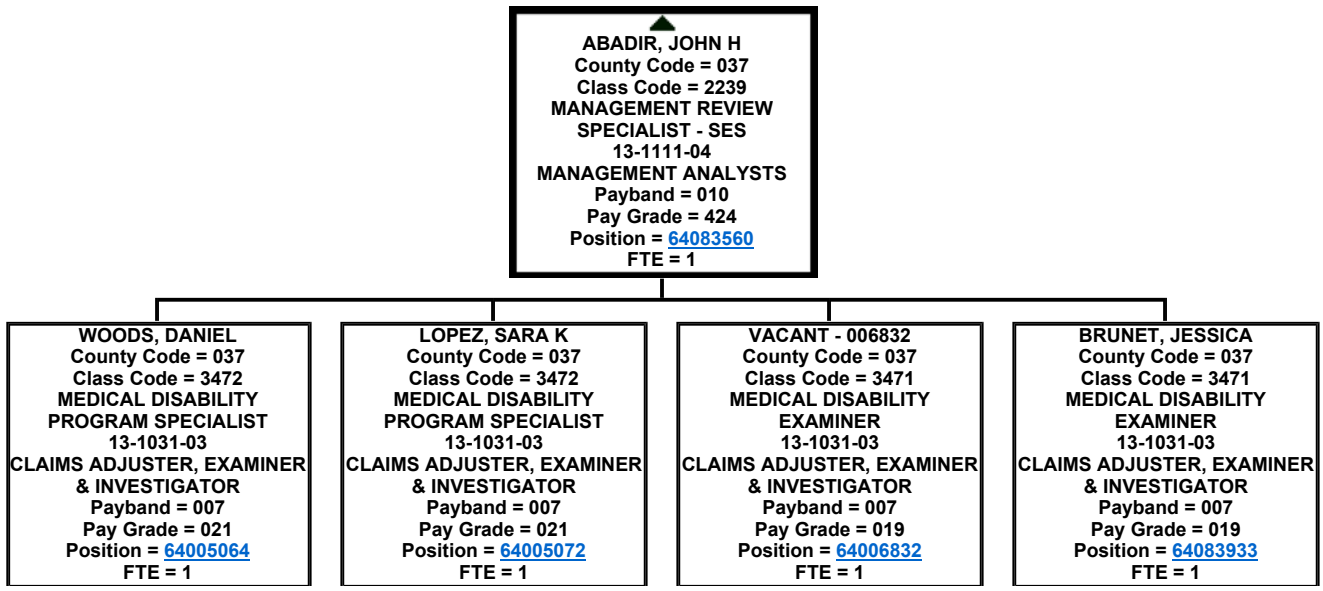 ABADIR, JOHN H
County Code = 037
Class Code = 2239
MANAGEMENT REVIEW
SPECIALIST - SES
13-1111-04
MANAGEMENT ANALYSTS
Payband = 010
Pay Grade = 424
Position = 64083560
FTE = 1
WOODS, DANIEL
County Code = 037
Class Code = 3472
MEDICAL DISABILITY
PROGRAM SPECIALIST
13-1031-03
CLAIMS ADJUSTER, EXAMINER
& INVESTIGATOR
Payband = 007
Pay Grade = 021
Position = 64005064
FTE = 1
LOPEZ, SARA K
County Code = 037
Class Code = 3472
MEDICAL DISABILITY
PROGRAM SPECIALIST
13-1031-03
CLAIMS ADJUSTER, EXAMINER
& INVESTIGATOR
Payband = 007
Pay Grade = 021
Position = 64005072
FTE = 1
VACANT - 006832
County Code = 037
Class Code = 3471
MEDICAL DISABILITY
EXAMINER
13-1031-03
CLAIMS ADJUSTER, EXAMINER
& INVESTIGATOR
Payband = 007
Pay Grade = 019
Position = 64006832
FTE = 1
BRUNET, JESSICA
County Code = 037
Class Code = 3471
MEDICAL DISABILITY
EXAMINER
13-1031-03
CLAIMS ADJUSTER, EXAMINER
& INVESTIGATOR
Payband = 007
Pay Grade = 019
Position = 64083933
FTE = 1